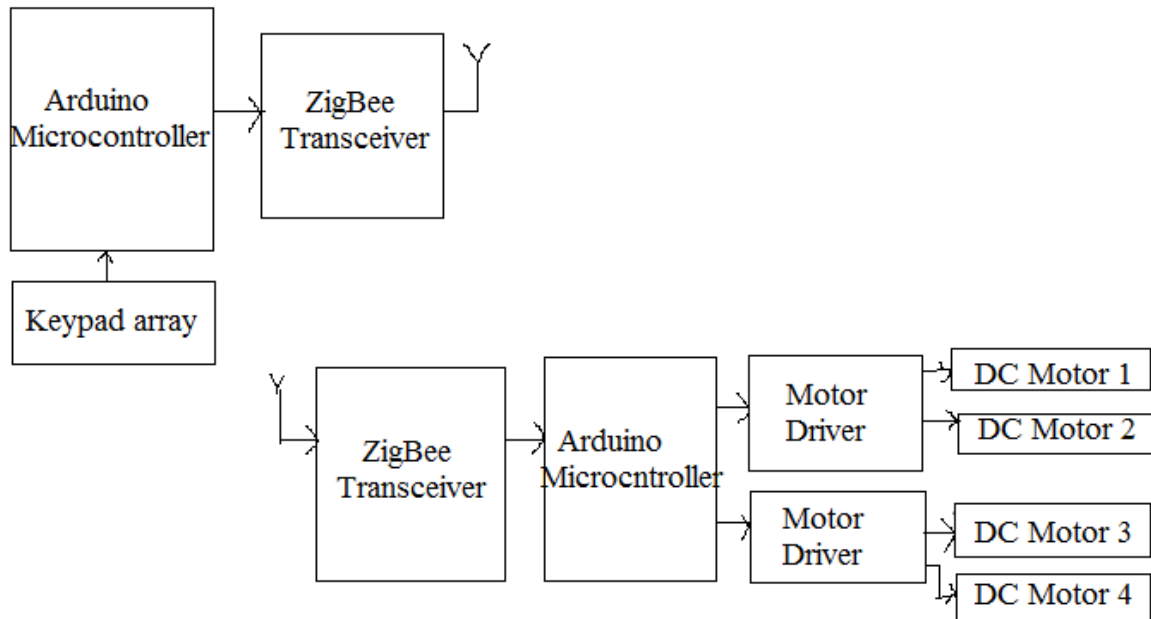 Arduino
Microcontroller
ZigBee
Transceiver
Keypad array
ZigBee
Transceiver
Arduino
Microcntroller
Motor
Driver
DC Motor 1
DC Motor 2
Motor
Driver
DC Motor 3
DC Motor 4